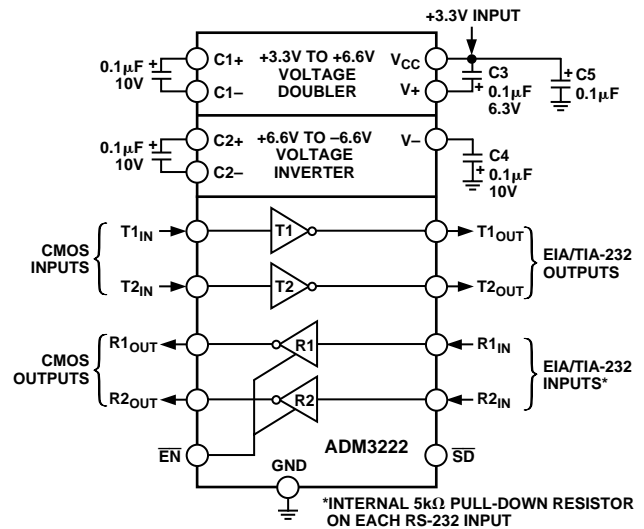 +3.3V INPUT
0.1µF
10V
+
C1+
C1–
+3.3V TO +6.6V
VOLTAGE
DOUBLER
VCC
V+
C3
+ 0.1µF
6.3V
+ C5
0.1µF
0.1µF
10V
+
C2+
C2–
+6.6V TO –6.6V
VOLTAGE
INVERTER
V–
C4
+ 0.1µF
10V
CMOS
INPUTS
T1IN
T2IN
T1
T2
T1OUT
T2OUT
EIA/TIA-232
OUTPUTS
CMOS
OUTPUTS
R1OUT
R2OUT
R1
R2
R1IN
R2IN
EIA/TIA-232
INPUTS*
EN
ADM3222
SD
GND
*INTERNAL 5kΩ PULL-DOWN RESISTOR
ON EACH RS-232 INPUT